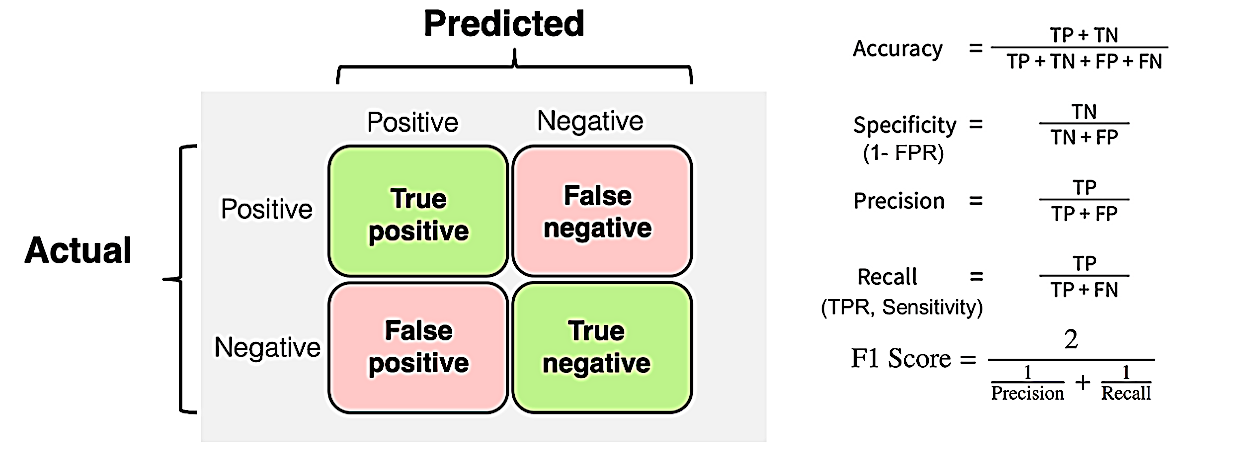 Predicted
Positive Negative
Actual
Positive
True
positive
False
negative
Negative
False
positive
True
negative
Accuracy = TP + TN
TP + TN + FP + FN
Specificity = TN
TN + FP
(1- FPR)
Precision = TP
TP + FP
Recall = TP
TP + FN
(TPR, Sensitivity)
F1 Score = 2
1 + 1
Precision Recall